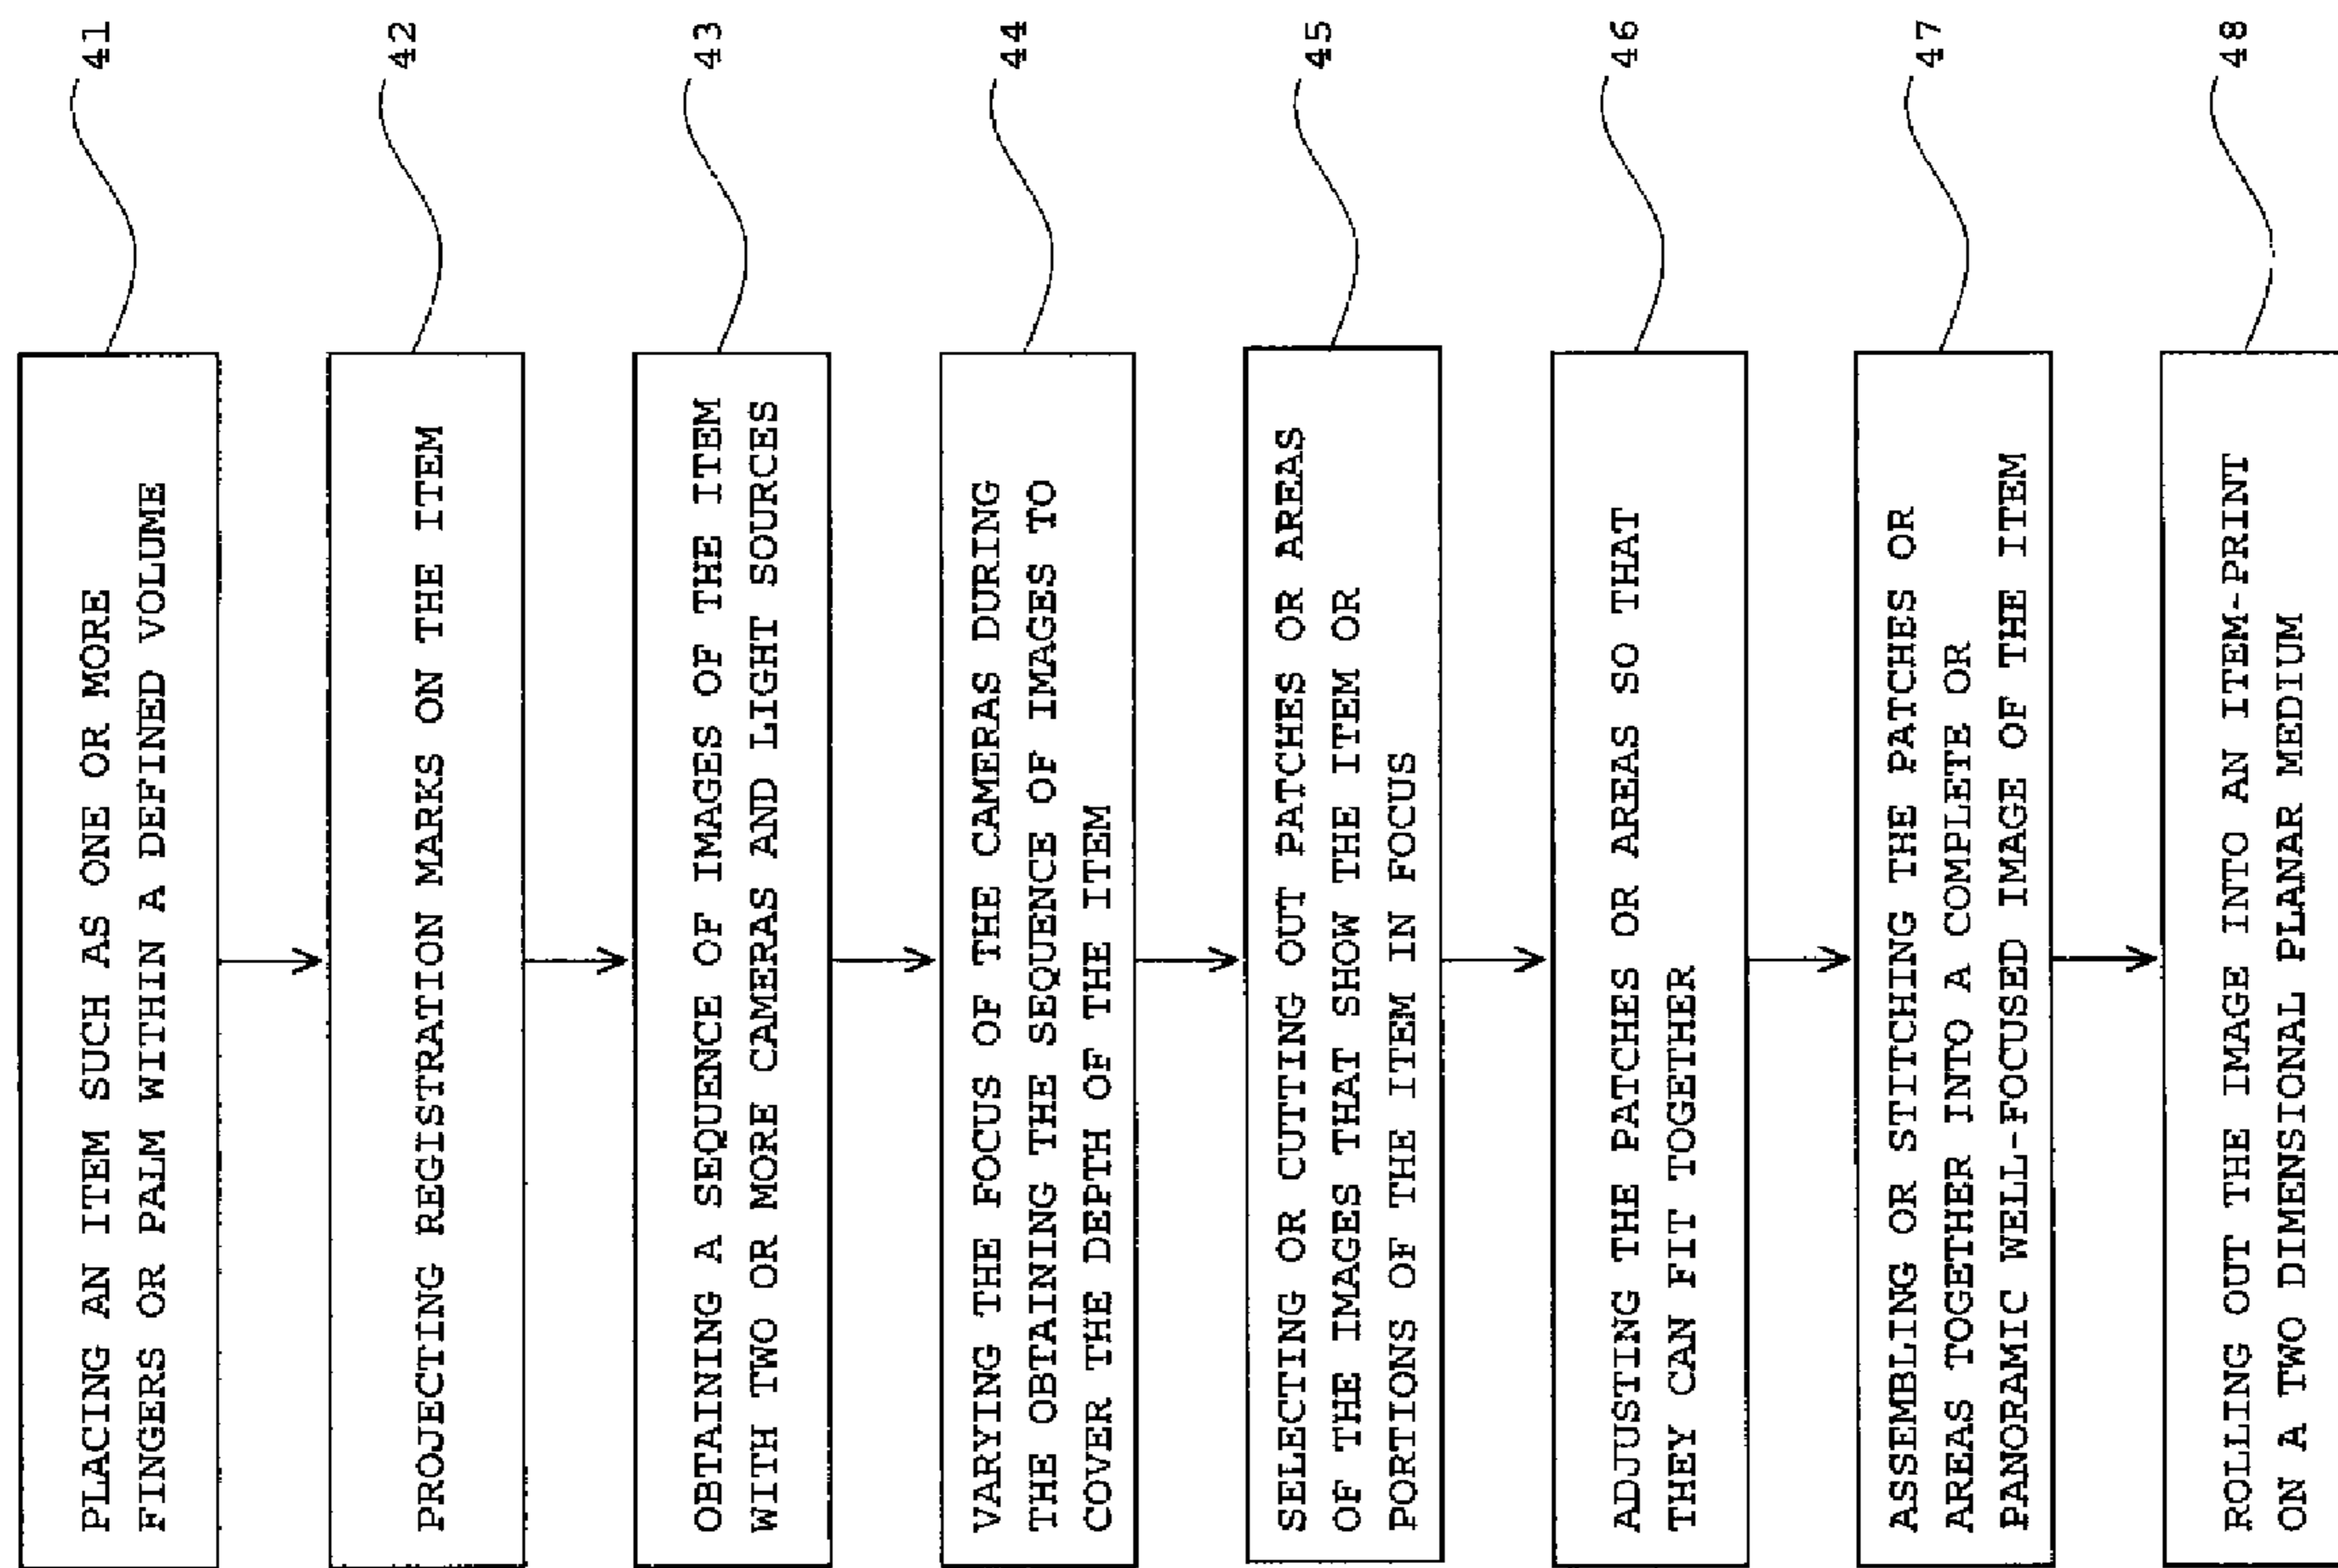 PLACING AN ITEM SUCH AS ONE OR MORE
FINGERS OR PALM WITHIN A DEFINED VOLUME
41
PROJECTING REGISTRATION MARKS ON THE ITEM
42
OBTAINING A SEQUENCE OF IMAGES OF THE ITEM
WITH TWO OR MORE CAMERAS AND LIGHT SOURCES
43
VARYING THE FOCUS OF THE CAMERAS DURING
THE OBTAINING THE SEQUENCE OF IMAGES TO
COVER THE DEPTH OF THE ITEM
44
SELECTING OR CUTTING OUT PATCHES OR AREAS
OF THE IMAGES THAT SHOW THE ITEM OR
PORTIONS OF THE ITEM IN FOCUS
45
ADJUSTING THE PATCHES OR AREAS SO THAT
THEY CAN FIT TOGETHER
46
ASSEMBLING OR STITCHING THE PATCHES OR
AREAS TOGETHER INTO A COMPLETE OR
PANORAMIC WELL-FOCUSED IMAGE OF THE ITEM
47
ROLLING OUT THE IMAGE INTO AN ITEM-PRINT
ON A TWO DIMENSIONAL PLANAR MEDIUM
48